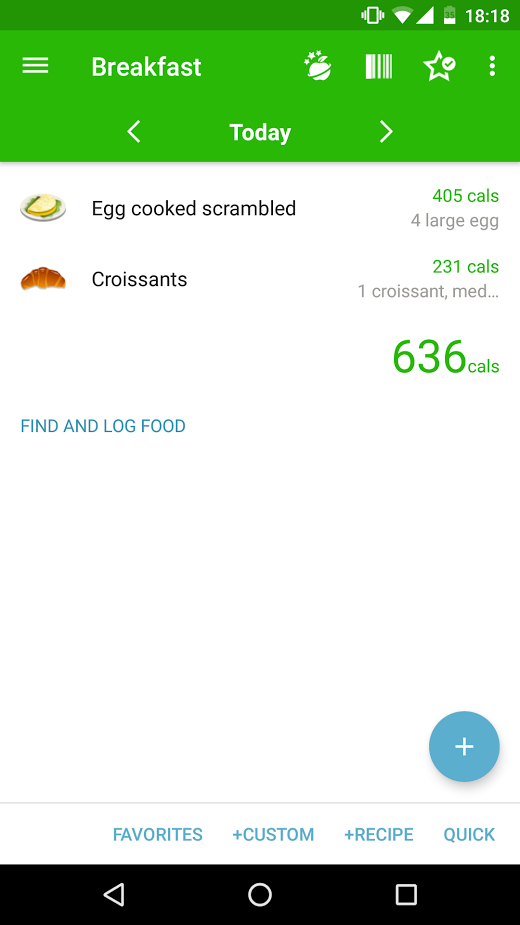 18:18
Breakfast
Today
Egg cooked scrambled
405 cals
4 large egg
Croissants
231 cals
1 croissant, med…
636cals
FIND AND LOG FOOD
FAVORITES +CUSTOM +RECIPE QUICK